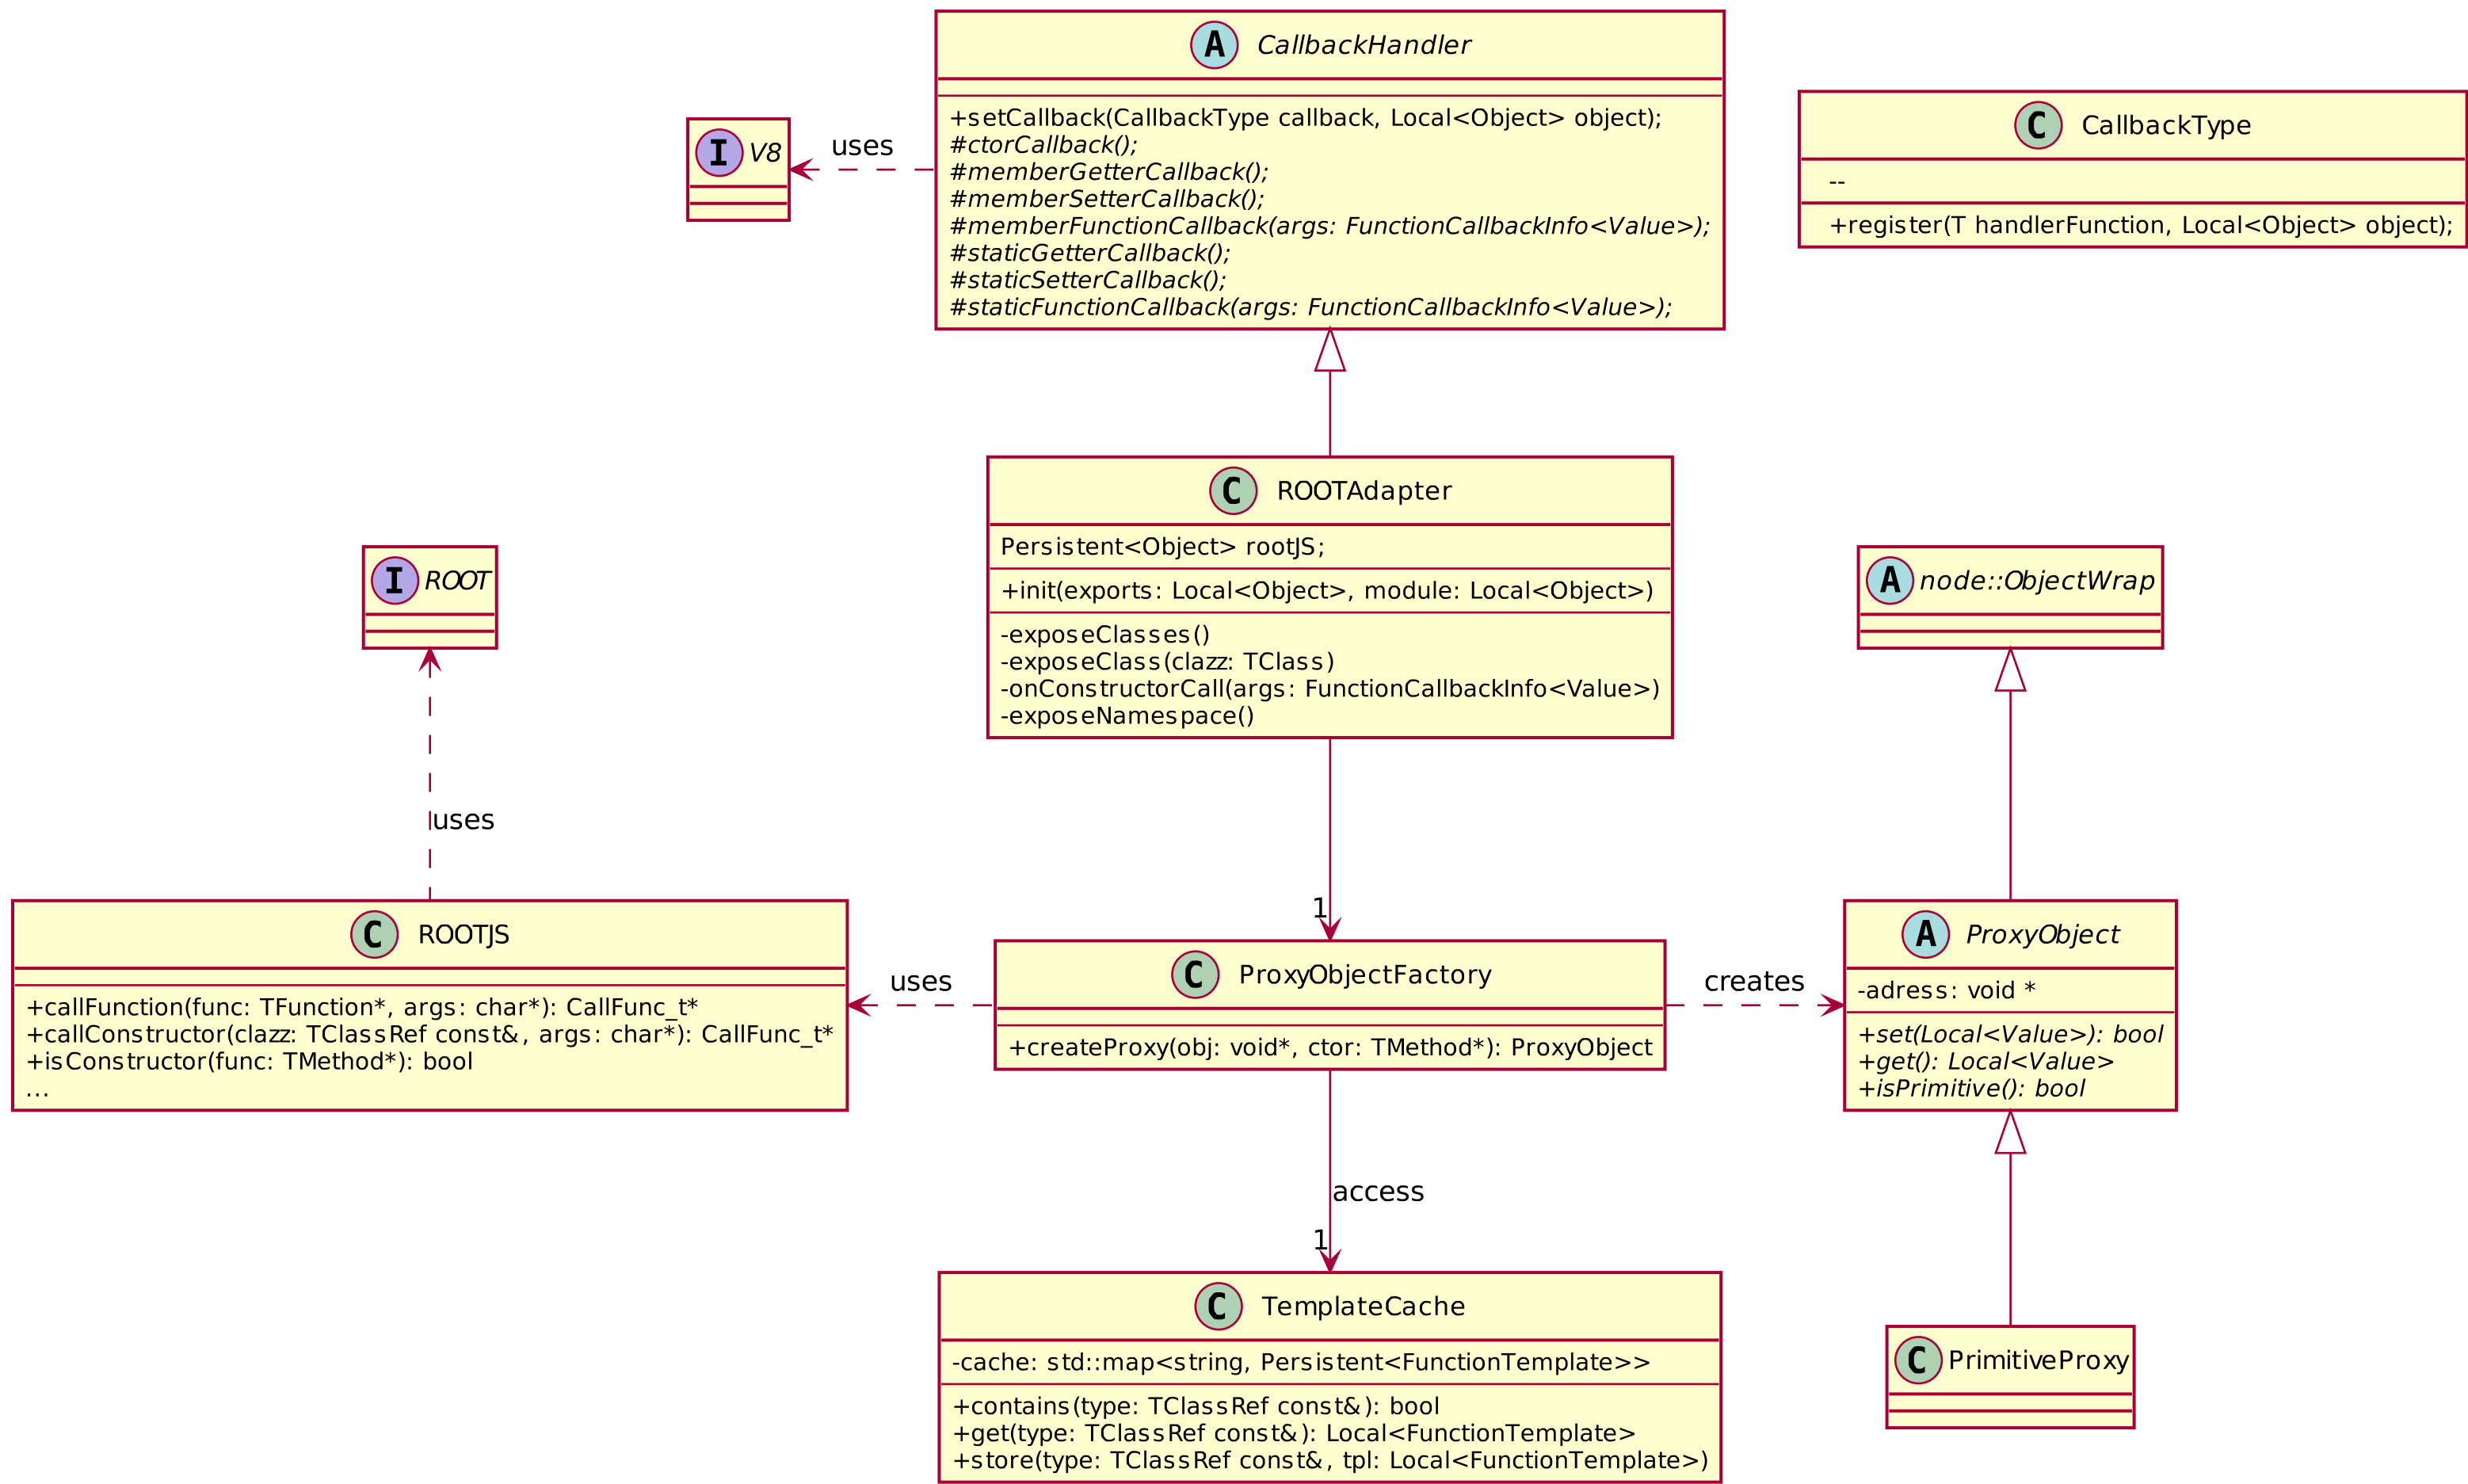 A CallbackHandler
+setCallback(CallbackType callback, Local<Object> object);
#ctorCallback();
#memberGetterCallback();
#memberSetterCallback();
#memberFunctionCallback(args: FunctionCallbackInfo<Value>);
#staticGetterCallback();
#staticSetterCallback();
#staticFunctionCallback(args: FunctionCallbackInfo<Value>);
I V8
uses
C CallbackType
--
+register(T handlerFunction, Local<Object> object);
C ROOTAdapter
Persistent<Object> rootJS;
+init(exports: Local<Object>, module: Local<Object>)
-exposeClasses()
-exposeClass(clazz: TClass)
-onConstructorCall(args: FunctionCallbackInfo<Value>)
-exposeNamespace()
I ROOT
A node::ObjectWrap
uses
1
C ROOTJS
+callFunction(func: TFunction*, args: char*): CallFunc_t*
+callConstructor(clazz: TClassRef const&, args: char*): CallFunc_t*
+isConstructor(func: TMethod*): bool
...
uses
C ProxyObjectFactory
+createProxy(obj: void*, ctor: TMethod*): ProxyObject
creates
A ProxyObject
-adress: void *
+set(Local<Value>): bool
+get(): Local<Value>
+isPrimitive(): bool
access
1
C TemplateCache
-cache: std::map<string, Persistent<FunctionTemplate>>
+contains(type: TClassRef const&): bool
+get(type: TClassRef const&): Local<FunctionTemplate>
+store(type: TClassRef const&, tpl: Local<FunctionTemplate>)
C PrimitiveProxy